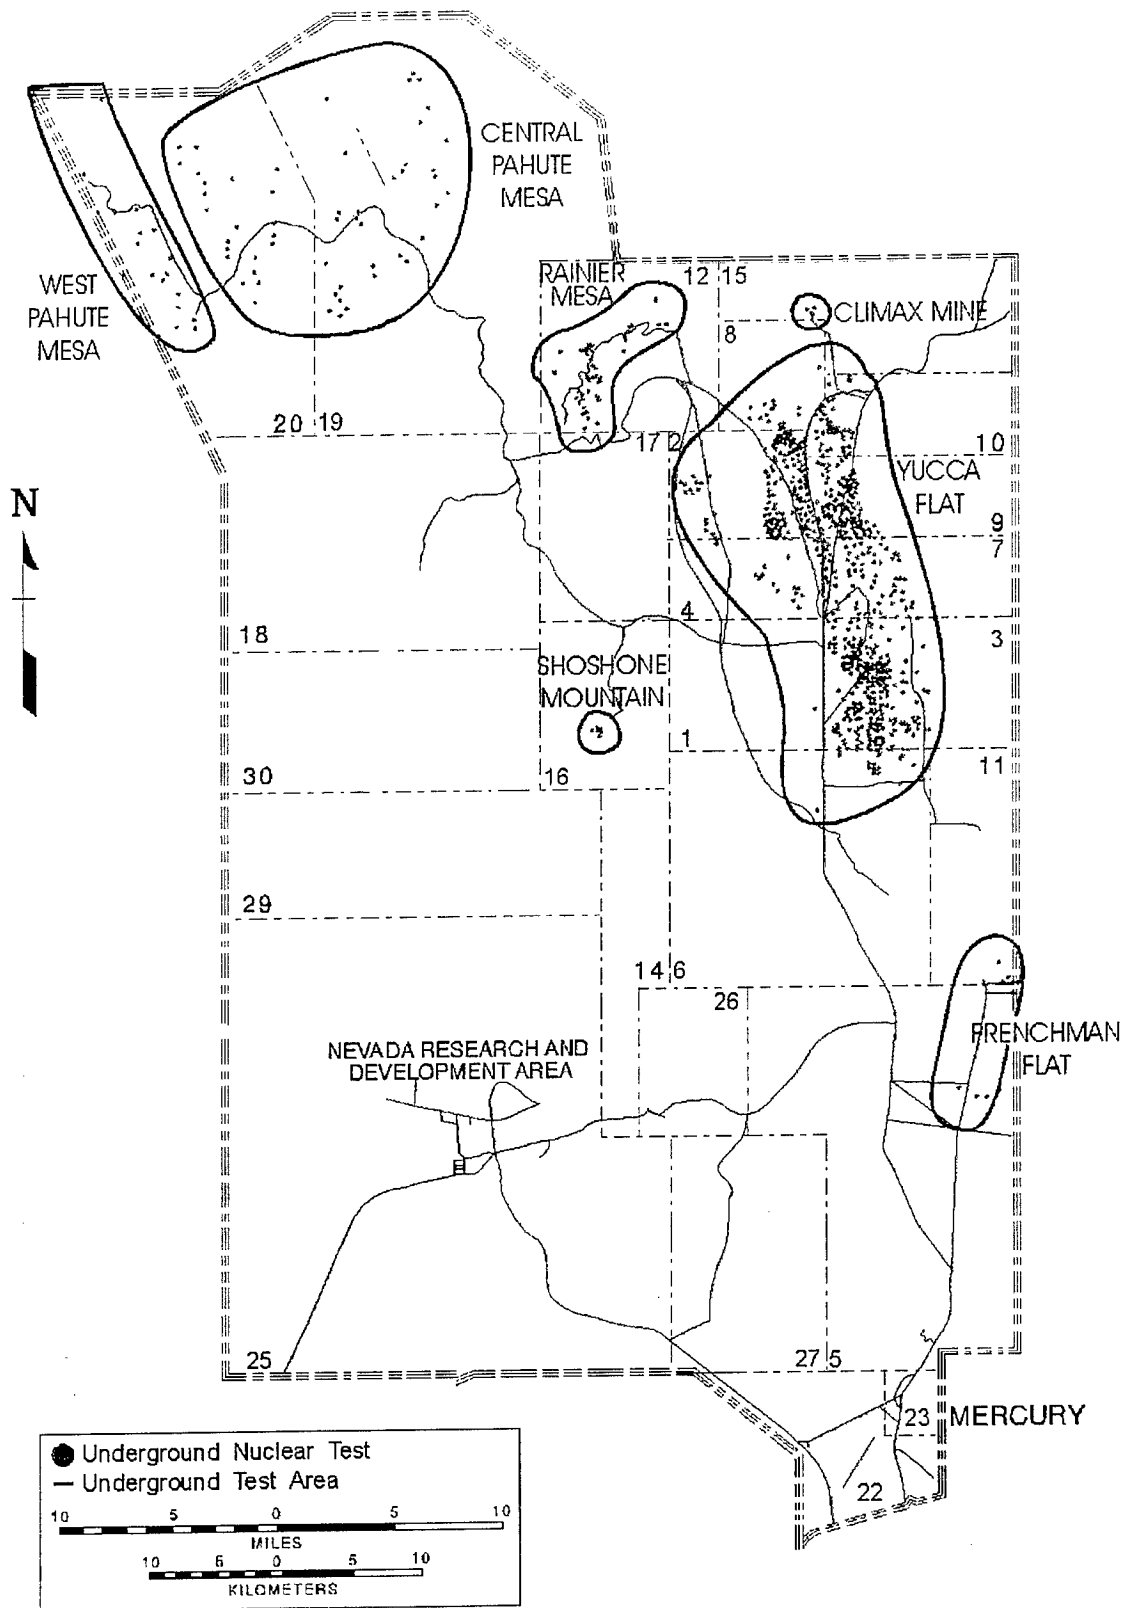 CENTRAL
PAHUTE
MESA
WEST
PAHUTE
MESA
RAINIER
MESA
12 15
CLIMAX MINE
8
20 19
17 2
10
YUCCA
FLAT
N
9
7
4
18
3
SHOSHONE
MOUNTAIN
1
11
30
16
29
14 6
26
FRENCHMAN
FLAT
NEVADA RESEARCH AND
DEVELOPMENT AREA
25
27 5
23 MERCURY
22
Underground Nuclear Test
Underground Test Area
10 5 0 5 10
MILES
10 5 0 5 10
KILOMETERS